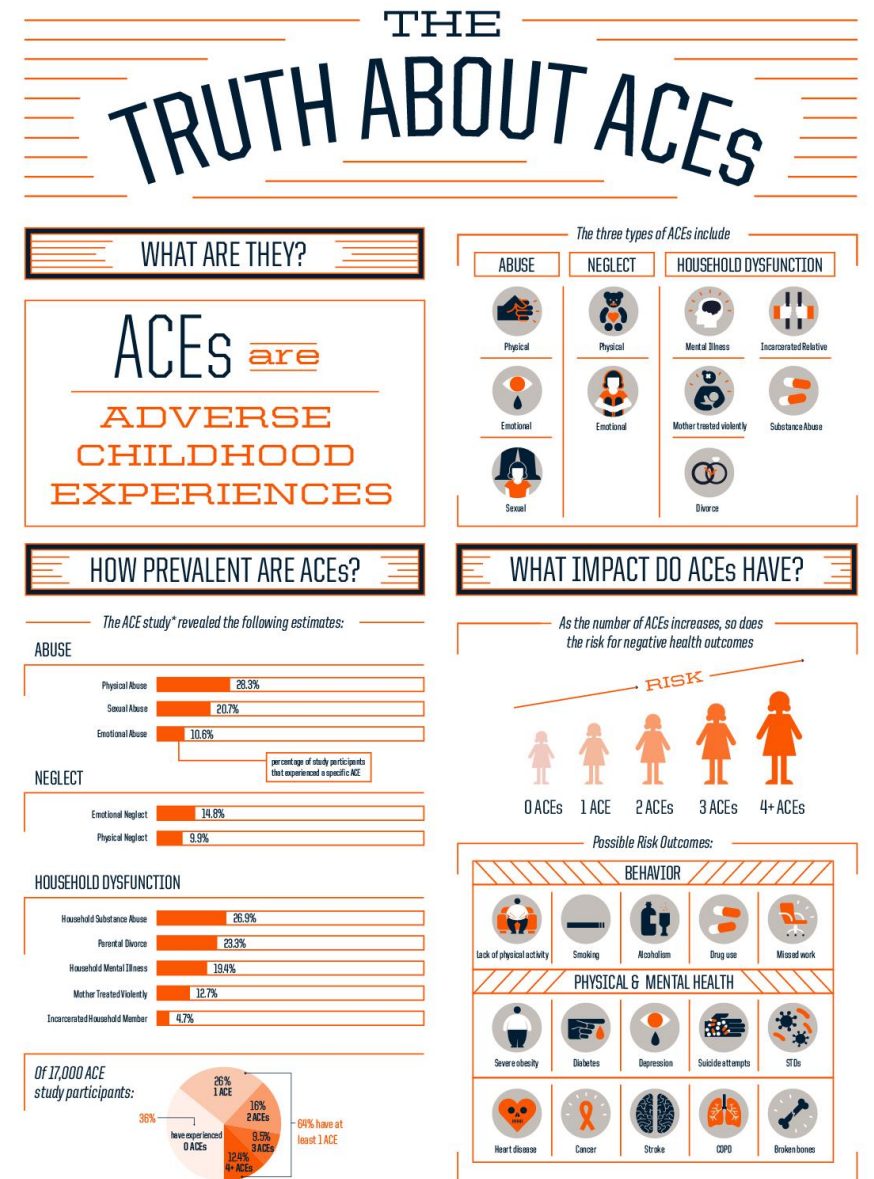 THE
TRUTH ABOUT ACEs
WHAT ARE THEY?
ACEs are
ADVERSE
CHILDHOOD
EXPERIENCES
The three types of ACEs include
ABUSE
NEGLECT
HOUSEHOLD DYSFUNCTION
Physical
Physical
Mental Illness
Incarcerated Relative
Emotional
Emotional
Mother treated violently
Substance Abuse
Sexual
Divorce
HOW PREVALENT ARE ACEs?
The ACE study* revealed the following estimates:
ABUSE
Physical Abuse 28.3%
Sexual Abuse 20.7%
Emotional Abuse 10.6%
percentage of study participants
that experienced a specific ACE
NEGLECT
Emotional Neglect 14.8%
Physical Neglect 9.9%
HOUSEHOLD DYSFUNCTION
Household Substance Abuse 26.9%
Parental Divorce 23.3%
Household Mental Illness 19.4%
Mother Treated Violently 12.7%
Incarcerated Household Member 4.7%
Of 17,000 ACE
study participants:
26%
1 ACE
16%
2 ACEs
9.5%
3 ACEs
12.4%
4+ ACEs
36%
have experienced
0 ACEs
64% have at
least 1 ACE
WHAT IMPACT DO ACEs HAVE?
As the number of ACEs increases, so does
the risk for negative health outcomes
RISK
0 ACEs
1 ACE
2 ACEs
3 ACEs
4+ ACEs
Possible Risk Outcomes:
BEHAVIOR
Lack of physical activity
Smoking
Alcoholism
Drug use
Missed work
PHYSICAL & MENTAL HEALTH
Severe obesity
Diabetes
Depression
Suicide attempts
STDs
Heart disease
Cancer
Stroke
COPD
Broken bones